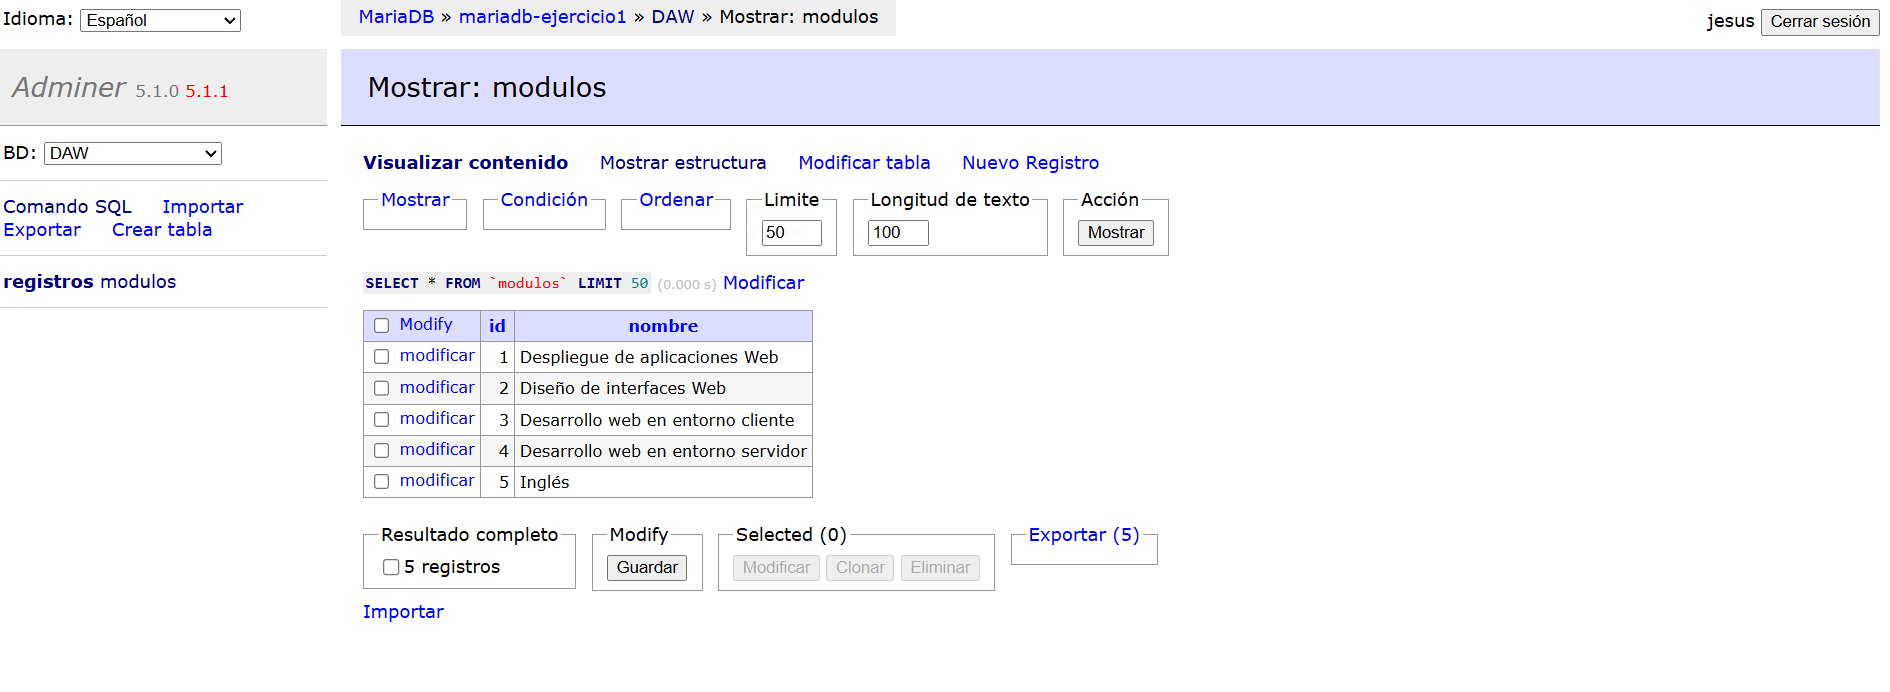 Idioma: Español
MariaDB » mariadb-ejercicio1 » DAW » Mostrar: modulos
jesus Cerrar sesión
Adminer 5.1.0 5.1.1
Mostrar: modulos
BD: DAW
Comando SQL Importar
Exportar Crear tabla
registros modulos
Visualizar contenido Mostrar estructura Modificar tabla Nuevo Registro
Mostrar Condición Ordenar Limite Longitud de texto Acción
50 100 Mostrar
SELECT * FROM `modulos` LIMIT 50 (0.000 s) Modificar
Modify id nombre
modificar 1 Despliegue de aplicaciones Web
modificar 2 Diseño de interfaces Web
modificar 3 Desarrollo web en entorno cliente
modificar 4 Desarrollo web en entorno servidor
modificar 5 Inglés
Resultado completo Modify Selected (0) Exportar (5)
5 registros Guardar Modificar Clonar Eliminar
Importar